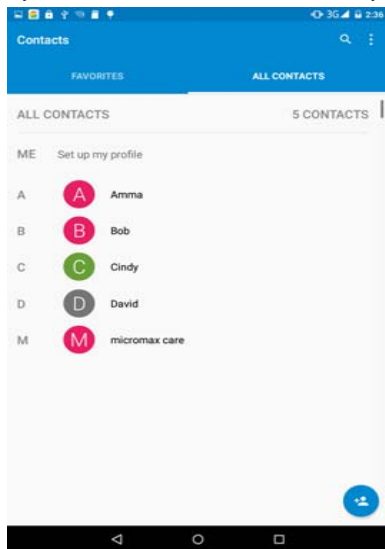 3G 2:36
Contacts
FAVORITES ALL CONTACTS
ALL CONTACTS 5 CONTACTS
ME Set up my profile
A A Amma
B B Bob
C C Cindy
D D David
M M micromax care